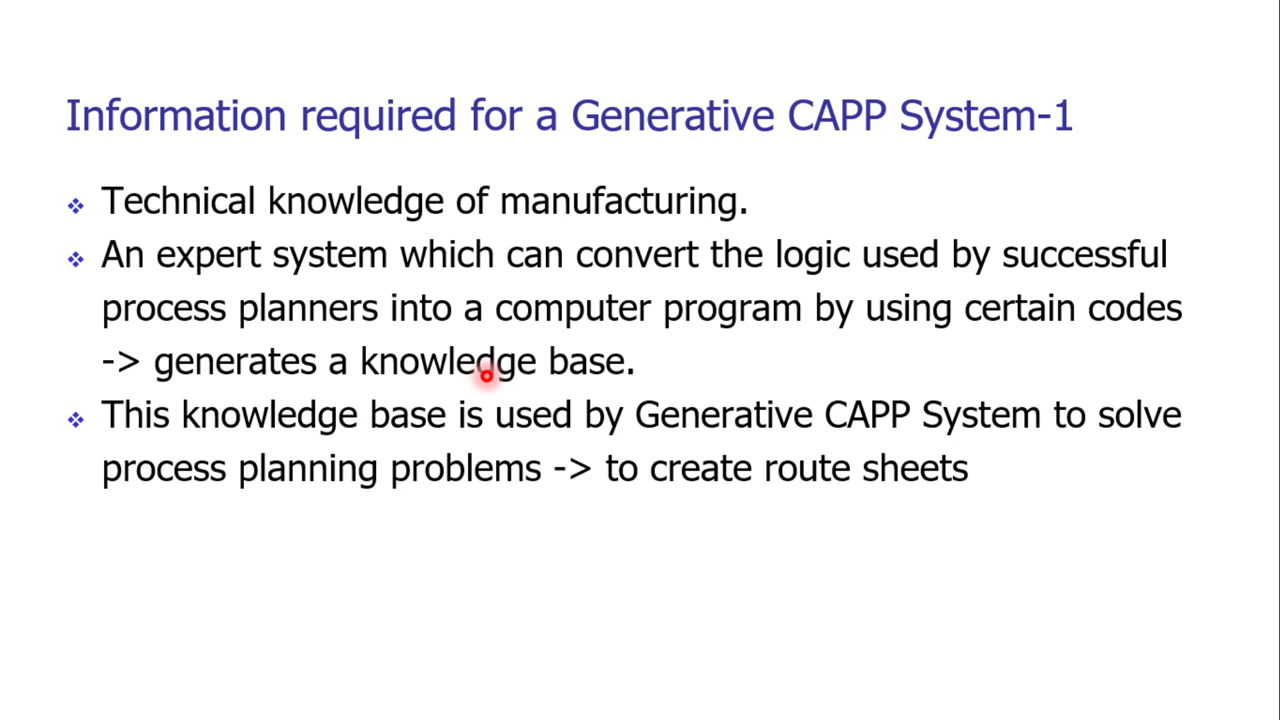 Information required for a Generative CAPP System-1
❖ Technical knowledge of manufacturing.
❖ An expert system which can convert the logic used by successful
process planners into a computer program by using certain codes
-> generates a knowledge base.
❖ This knowledge base is used by Generative CAPP System to solve
process planning problems -> to create route sheets